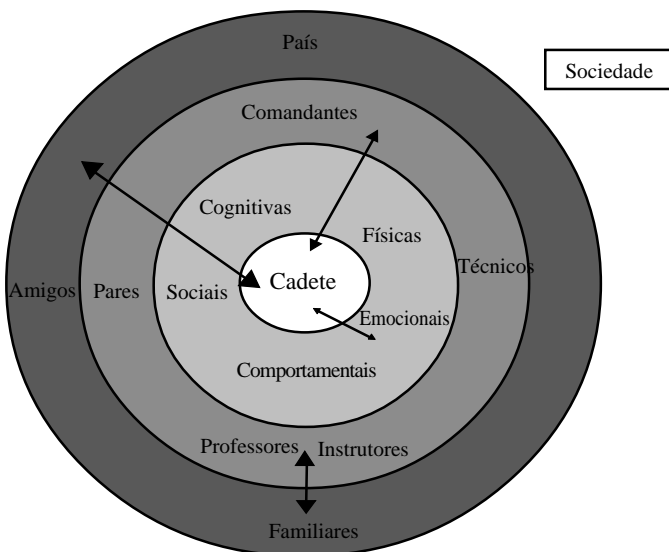 País
Sociedade
Comandantes
Cognitivas
Físicas
Técnicos
Amigos
Pares
Sociais
Cadete
Emocionais
Comportamentais
Professores
Instrutores
Familiares